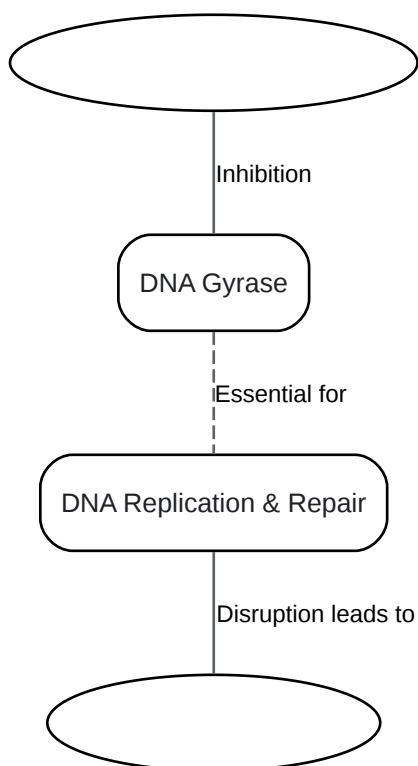 Inhibition
DNA Gyrase
Essential for
DNA Replication & Repair
Disruption leads to